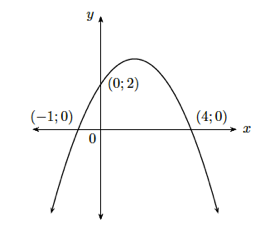 y
(0; 2)
(−1; 0)
(4; 0)
x
0